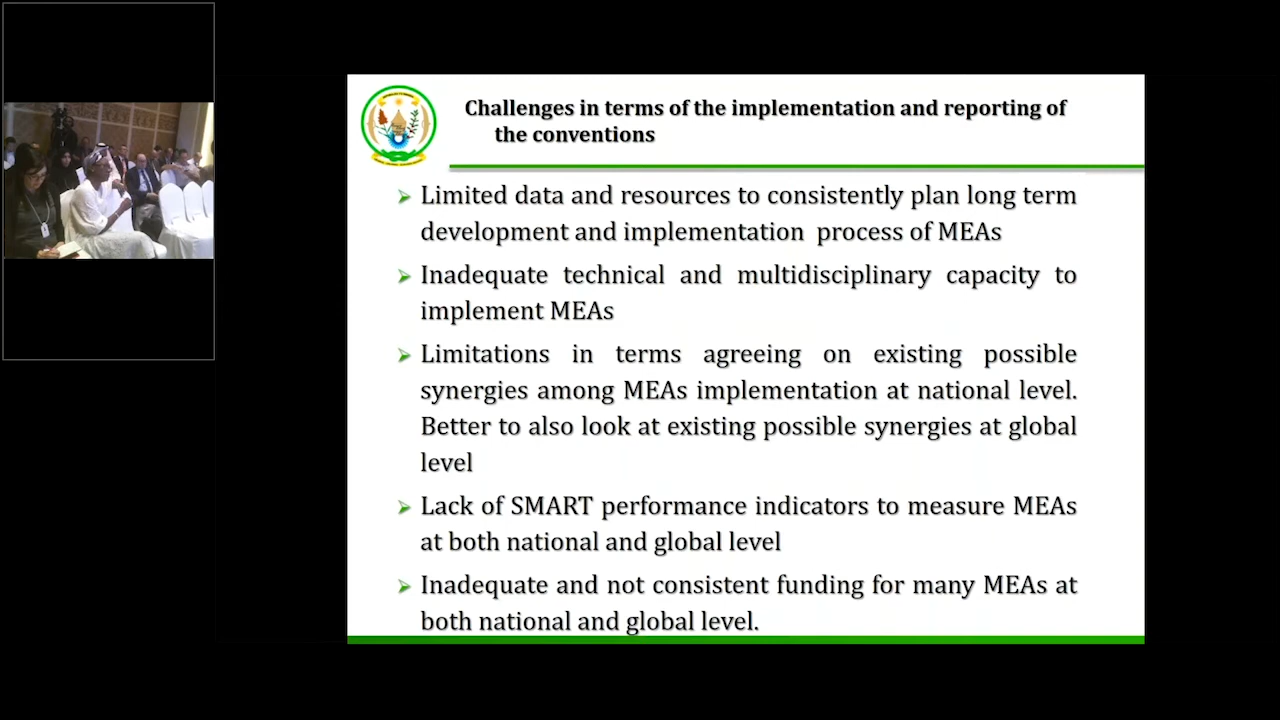 Challenges in terms of the implementation and reporting of
the conventions
Limited data and resources to consistently plan long term
development and implementation process of MEAs
Inadequate technical and multidisciplinary capacity to
implement MEAs
Limitations in terms agreeing on existing possible
synergies among MEAs implementation at national level.
Better to also look at existing possible synergies at global
level
Lack of SMART performance indicators to measure MEAs
at both national and global level
Inadequate and not consistent funding for many MEAs at
both national and global level.